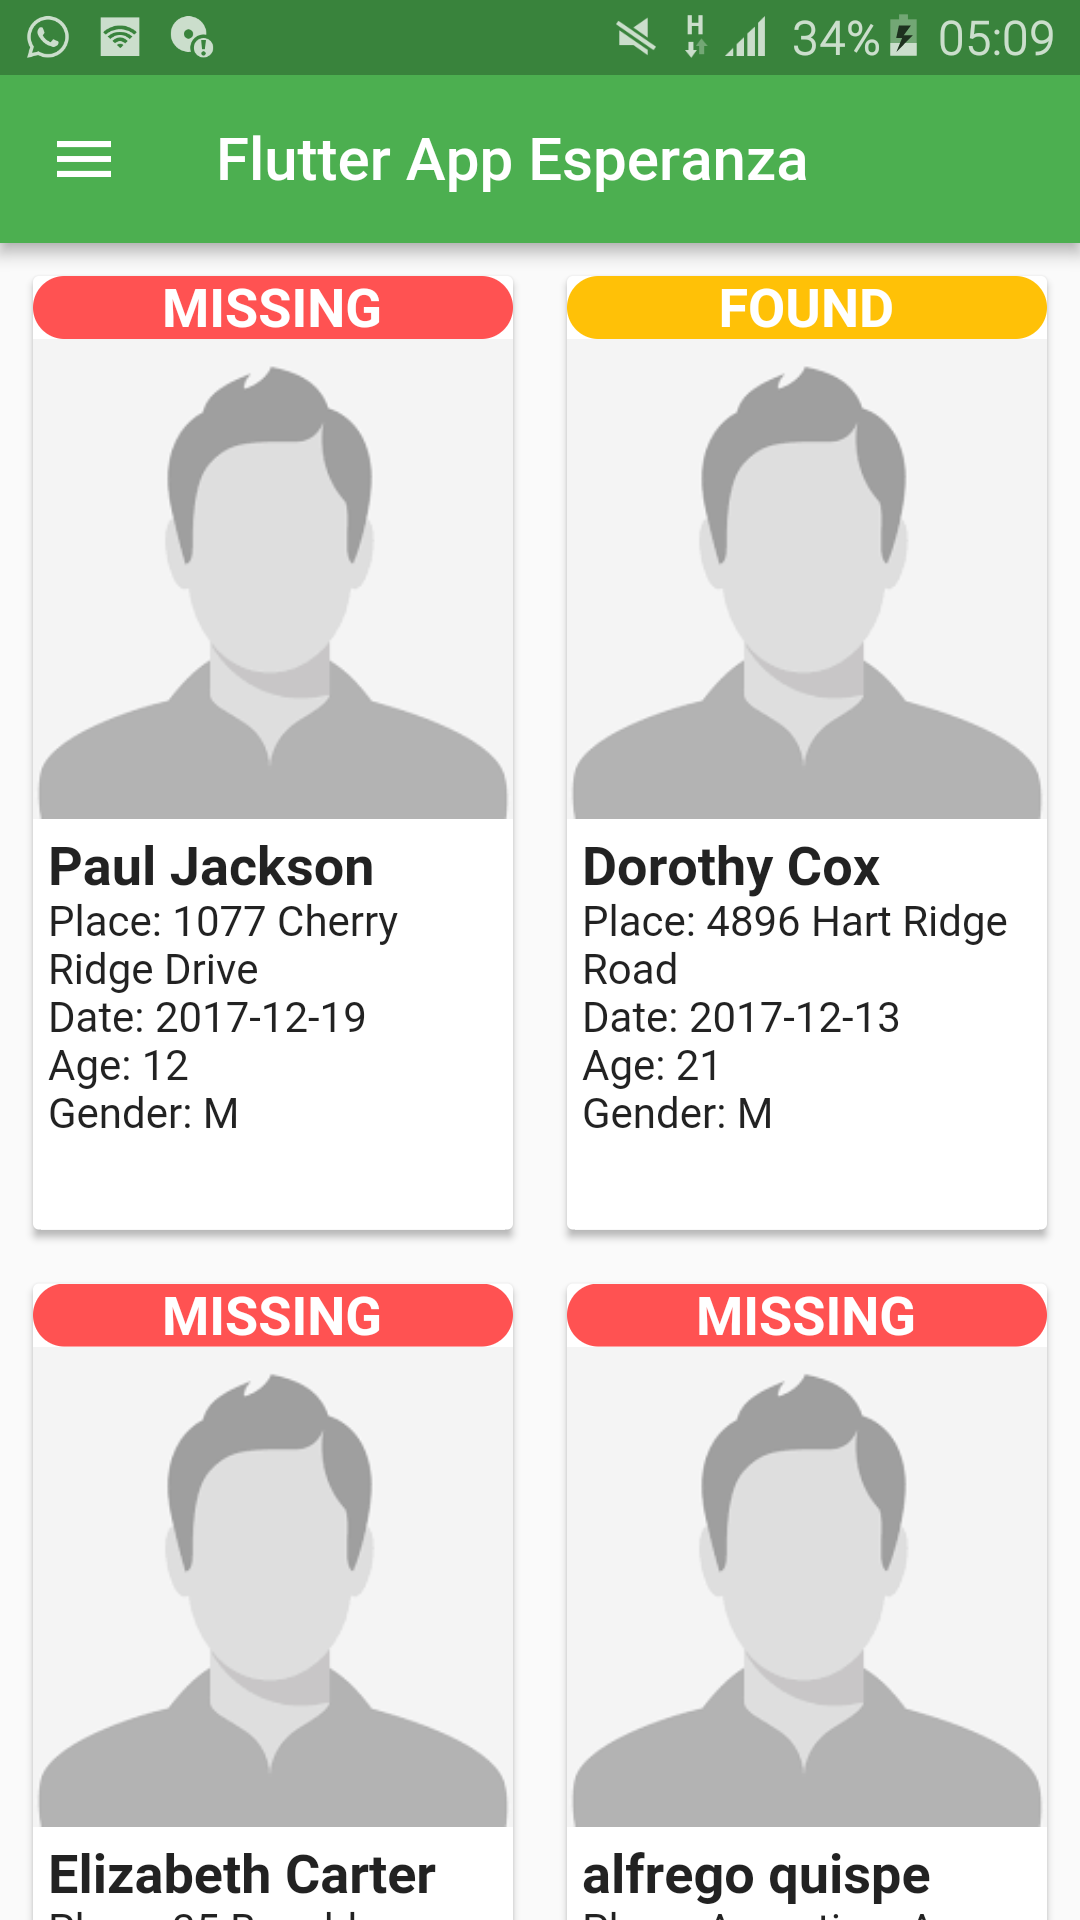 H 34% 05:09
Flutter App Esperanza
MISSING
FOUND
Paul Jackson
Place: 1077 Cherry
Ridge Drive
Date: 2017-12-19
Age: 12
Gender: M
Dorothy Cox
Place: 4896 Hart Ridge
Road
Date: 2017-12-13
Age: 21
Gender: M
MISSING
MISSING
Elizabeth Carter
alfrego quispe